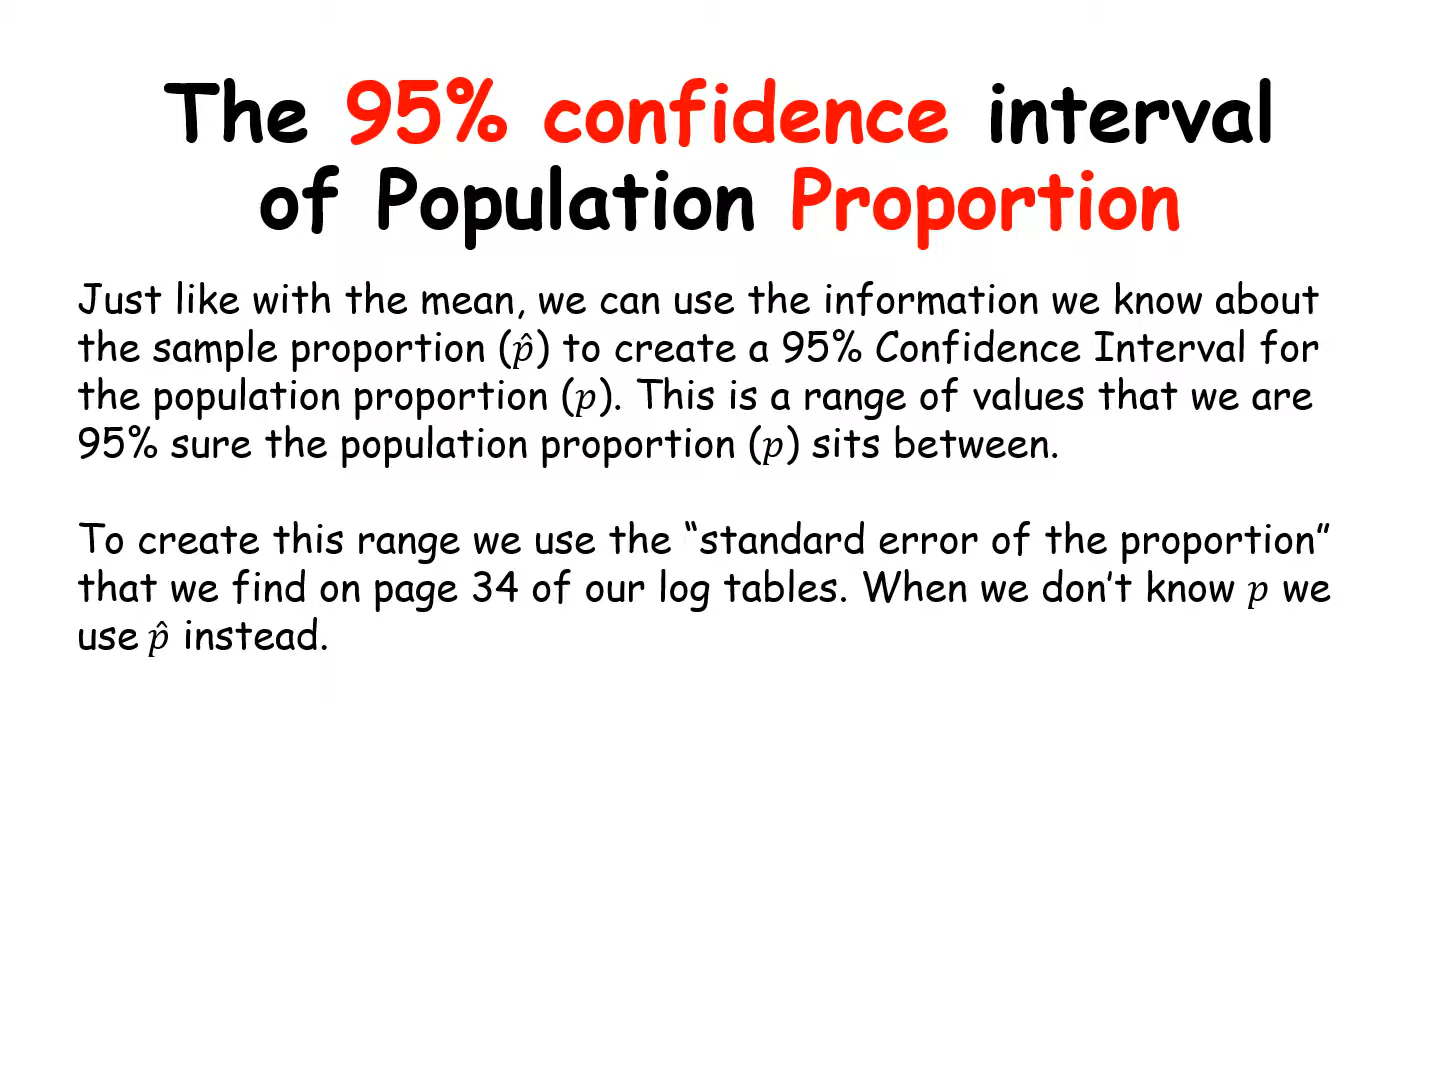 The 95% confidence interval
of Population Proportion
Just like with the mean, we can use the information we know about
the sample proportion (p̂) to create a 95% Confidence Interval for
the population proportion (p). This is a range of values that we are
95% sure the population proportion (p) sits between.
To create this range we use the “standard error of the proportion”
that we find on page 34 of our log tables. When we don’t know p we
use p̂ instead.